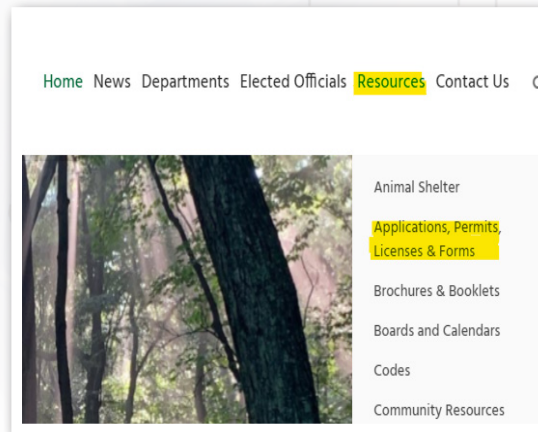 Home News Departments Elected Officials Resources Contact Us
Animal Shelter
Applications, Permits,
Licenses & Forms
Brochures & Booklets
Boards and Calendars
Codes
Community Resources